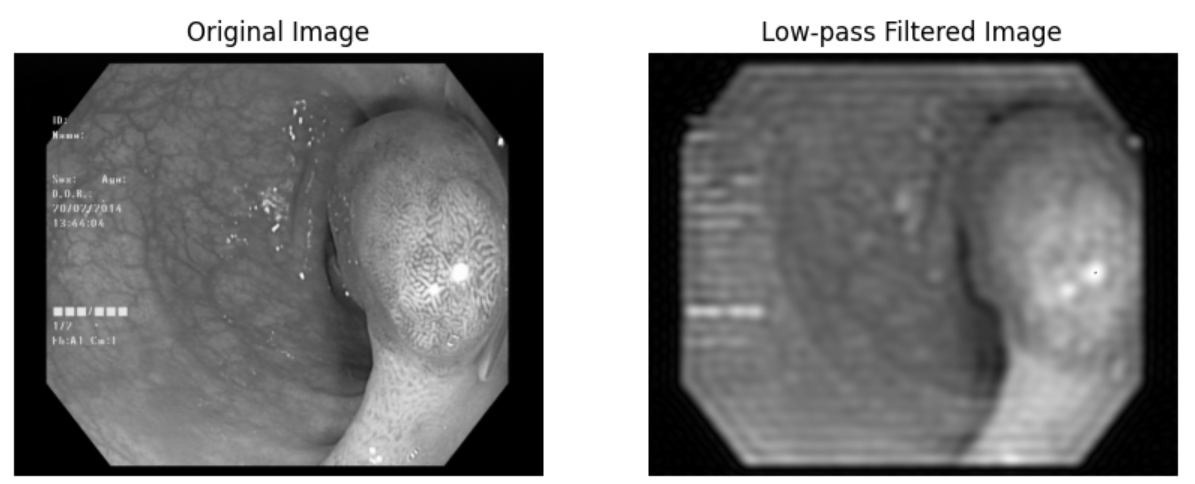 Original Image
Low-pass Filtered Image
ID:
Name:
Sex: Age:
D.O.B.:
20/02/2014
13:44:04
1/2